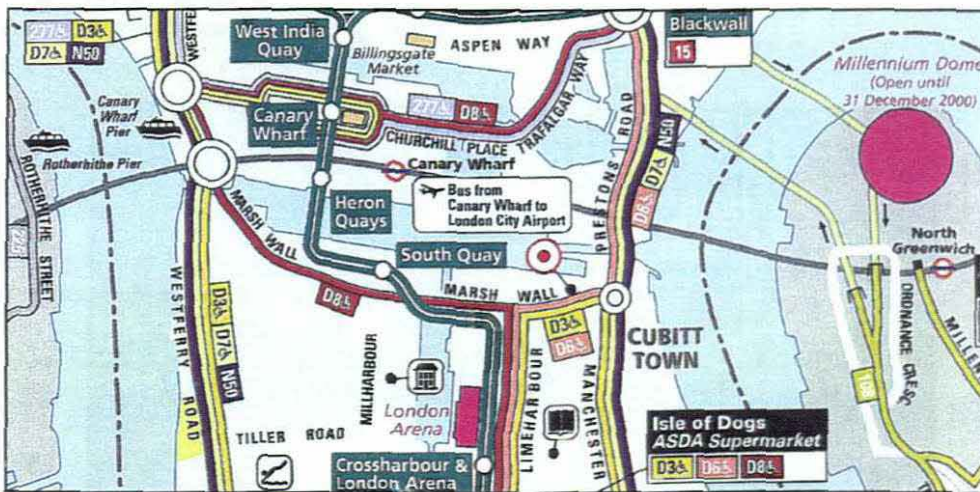 277 D3
D7 N50
WESTFE
West India
Quay
Billingsgate
Market
ASPEN WAY
Blackwall
15
Millennium Dome
(Open until
31 December 2000)
Canary
Wharf
Pier
Rotherhithe Pier
ROTHERHITHE STREET
Canary
Wharf
277 D8
CHURCHILL PLACE
TRAFALGAR WAY
Canary Wharf
Bus from
Canary Wharf to
London City Airport
Heron
Quays
PRESTONS ROAD
D6 D7 N50
North
Greenwich
South Quay
MARSH WALL
MARSH WALL
D8
WESTFERRY
ROAD
D3 D7
N50
D3
D6
CUBITT
TOWN
ORDNANCE CRESC
MILLE
MILLHARBOUR
London
Arena
LIMEHARBOUR
MANCHESTER
TILLER ROAD
Crossharbour &
London Arena
Isle of Dogs
ASDA Supermarket
D3 D6 D8